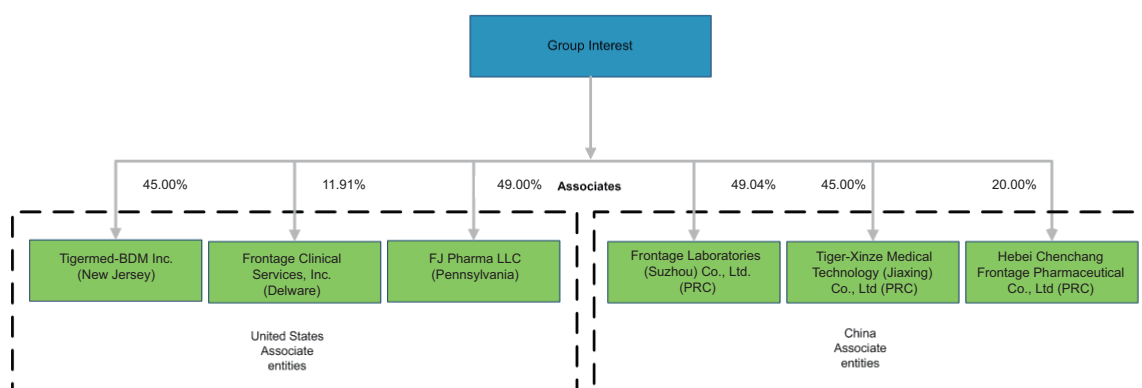 Group Interest
45.00%
11.91%
49.00%
Associates
49.04%
45.00%
20.00%
Tigermed-BDM Inc.
(New Jersey)
Frontage Clinical
Services, Inc.
(Delware)
FJ Pharma LLC
(Pennsylvania)
Frontage Laboratories
(Suzhou) Co., Ltd.
(PRC)
Tiger-Xinze Medical
Technology (Jiaxing)
Co., Ltd (PRC)
Hebei Chenchang
Frontage Pharmaceutical
Co., Ltd (PRC)
United States
Associate
entities
China
Associate
entities